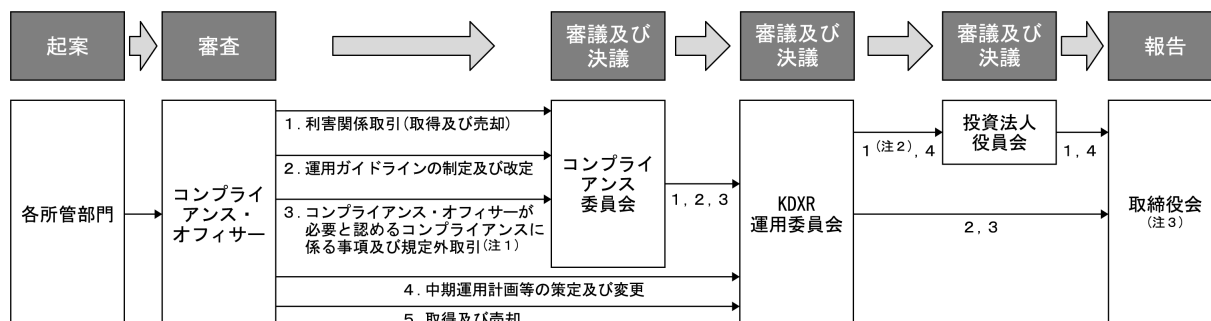 起案
審査
審議及び
決議
審議及び
決議
審議及び
決議
報告
各所管部門
コンプライ
アンス・
オフィサー
1. 利害関係取引(取得及び売却)
2. 運用ガイドラインの制定及び改定
3. コンプライアンス・オフィサーが
必要と認めるコンプライアンスに
係る事項及び規定外取引(注1)
4. 中期運用計画等の策定及び変更
5. 取得及び売却
コンプライ
アンス
委員会
1, 2, 3
KDXR
運用委員会
1(注2), 4
2, 3
投資法人
役員会
1, 4
取締役会
(注3)